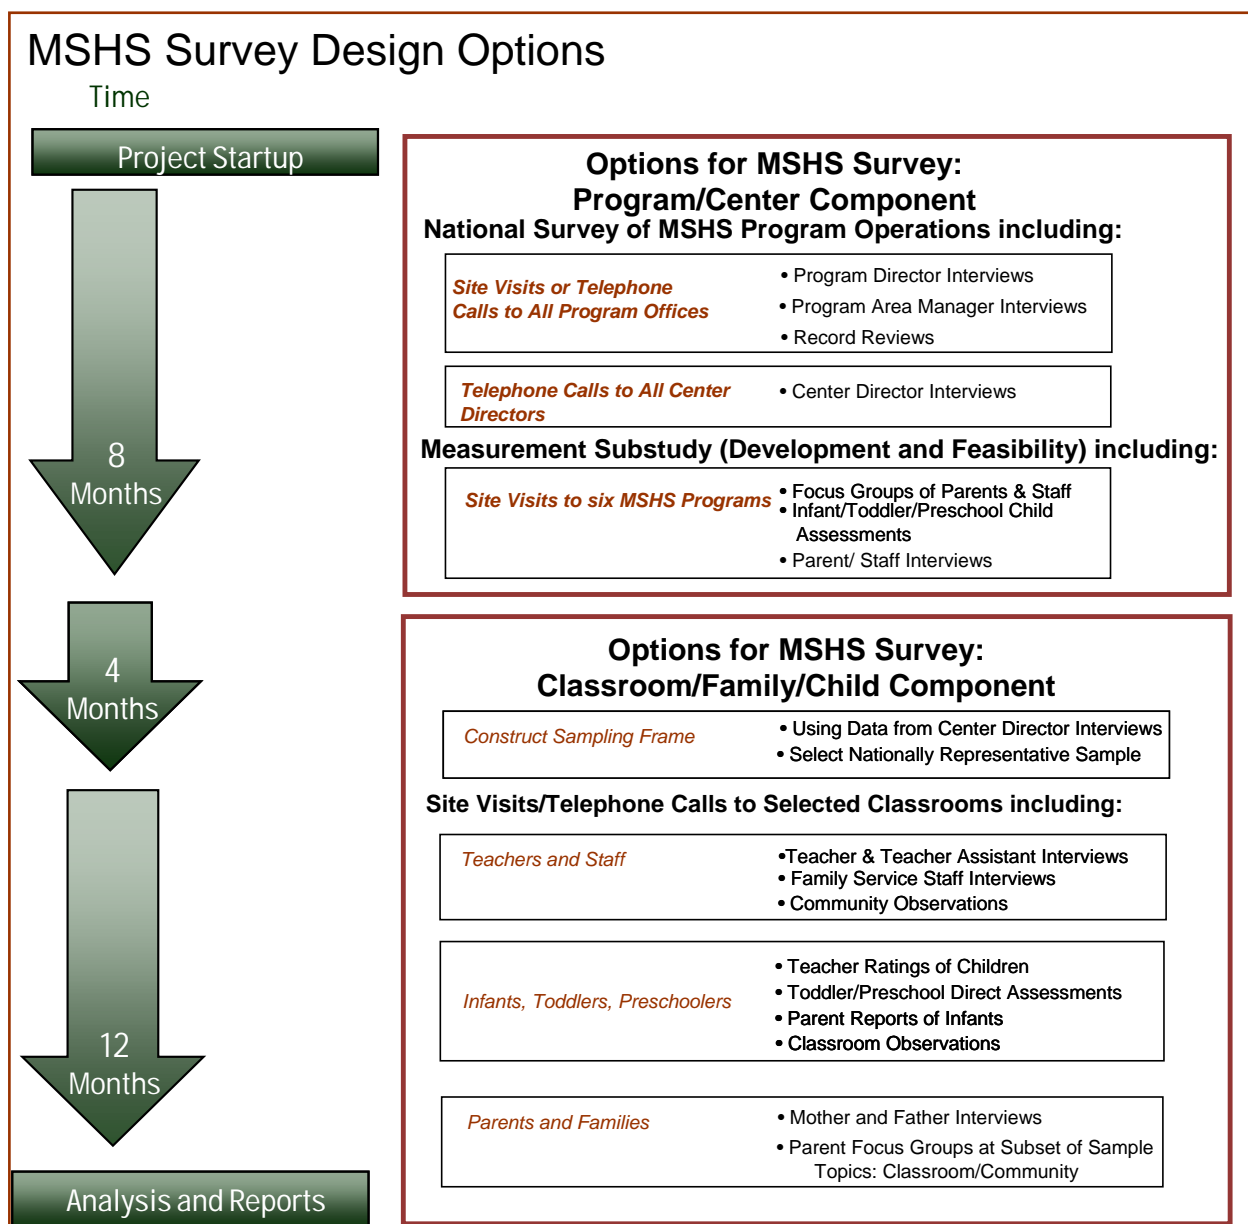 MSHS Survey Design Options
Time
Project Startup
8
Months
4
Months
12
Months
Analysis and Reports
Options for MSHS Survey:
Program/Center Component
National Survey of MSHS Program Operations including:
Site Visits or Telephone
Calls to All Program Offices
• Program Director Interviews
• Program Area Manager Interviews
• Record Reviews
Telephone Calls to All Center
Directors
• Center Director Interviews
Measurement Substudy (Development and Feasibility) including:
Site Visits to six MSHS Programs
• Focus Groups of Parents & Staff
• Infant/Toddler/Preschool Child
Assessments
• Parent/ Staff Interviews
Options for MSHS Survey:
Classroom/Family/Child Component
Construct Sampling Frame
• Using Data from Center Director Interviews
• Select Nationally Representative Sample
Site Visits/Telephone Calls to Selected Classrooms including:
Teachers and Staff
•Teacher & Teacher Assistant Interviews
• Family Service Staff Interviews
• Community Observations
Infants, Toddlers, Preschoolers
• Teacher Ratings of Children
• Toddler/Preschool Direct Assessments
• Parent Reports of Infants
• Classroom Observations
Parents and Families
• Mother and Father Interviews
• Parent Focus Groups at Subset of Sample
Topics: Classroom/Community